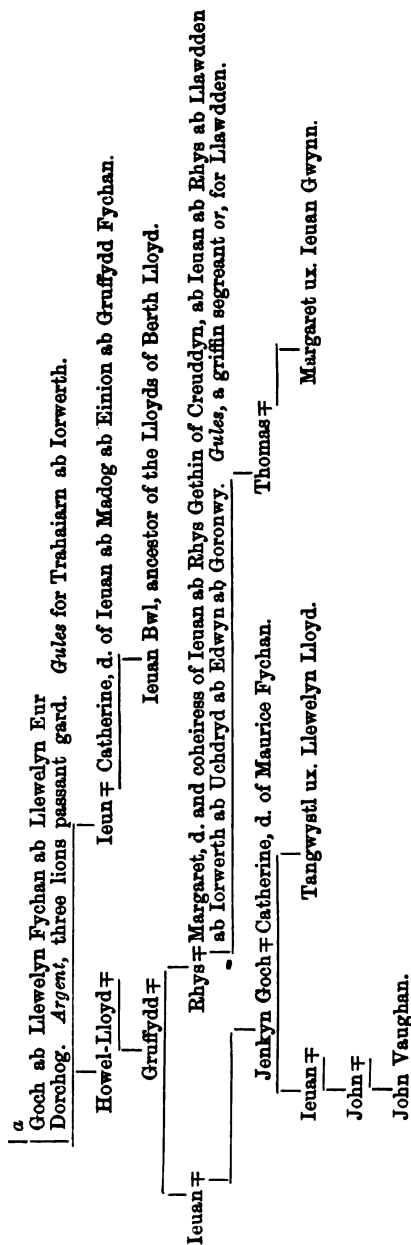 a
Goch ab Llewelyn Fychan ab Llewelyn Eur
Dorchog. Argent, three lions passant gard. Gules for Trahaiarn ab Iorwerth.
Howel-Lloyd∓ Ieun∓Catherine, d. of Ieuan ab Madog ab Einion ab Gruffydd Fychan.
Gruffydd∓ Ieuan Bwl, ancestor of the Lloyds of Berth Lloyd.
Ieuan∓ Rhys∓Margaret, d. and coheiress of Ieuan ab Rhys Gethin of Creuddyn, ab Ieuan ab Rhys ab Llawdden
ab Iorwerth ab Uchdryd ab Edwyn ab Goronwy. Gules, a griffin segreant or, for Llawdden.
Jenkyn Goch∓Catherine, d. of Maurice Fychan. Thomas∓
Ieuan∓ Tangwystl ux. Llewelyn Lloyd. Margaret ux. Ieuan Gwynn.
John∓
John Vaughan.